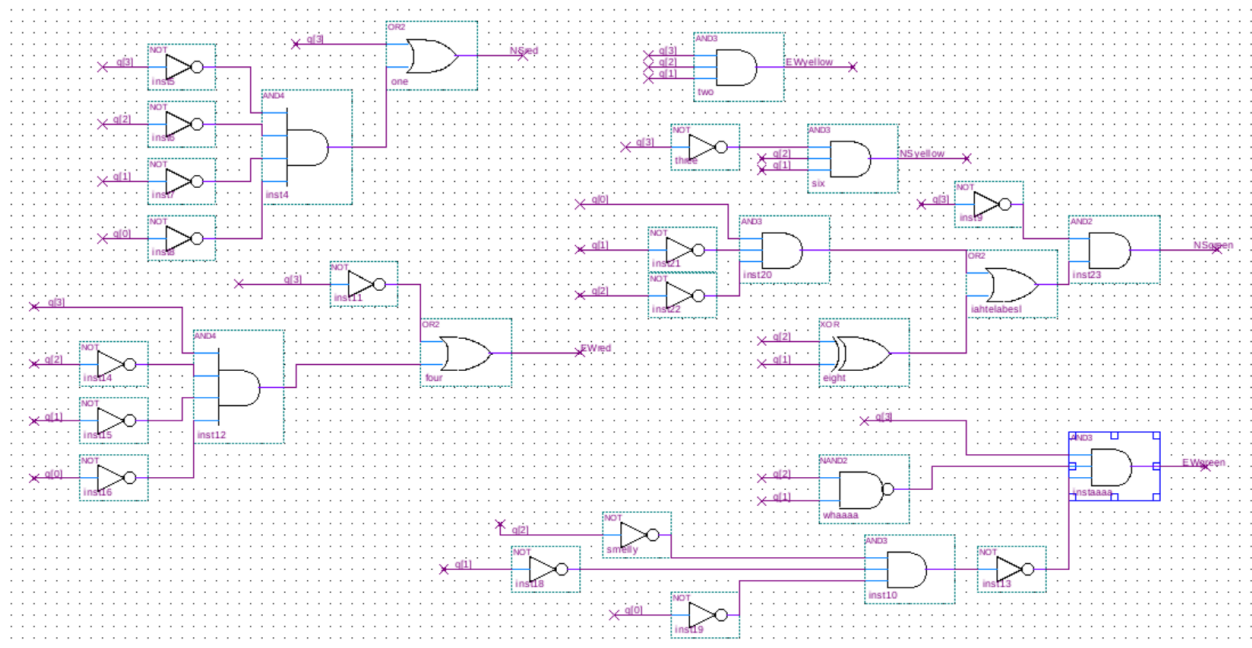 OR2
q[3]
NSred
one
NOT
q[3]
inst5
NOT
q[2]
inst6
NOT
q[1]
inst7
NOT
q[0]
inst8
AND4
inst4
AND3
q[3]
q[2]
q[1]
EWyellow
two
NOT
q[3]
three
AND3
q[2]
q[1]
NSyellow
six
NOT
q[3]
inst9
q[0]
NOT
q[1]
inst21
NOT
q[2]
inst22
AND3
inst20
OR2
iahtelabesl
AND2
NSgreen
inst23
XOR
q[2]
q[1]
eight
NOT
q[3]
inst11
q[3]
NOT
q[2]
inst14
NOT
q[1]
inst15
NOT
q[0]
inst16
AND4
inst12
OR2
EWred
four
q[3]
NAND2
q[2]
q[1]
whaaaa
AND3
EWgreen
instaaaa
NOT
q[2]
smelly
NOT
q[1]
inst18
NOT
q[0]
inst19
AND3
inst10
NOT
inst13